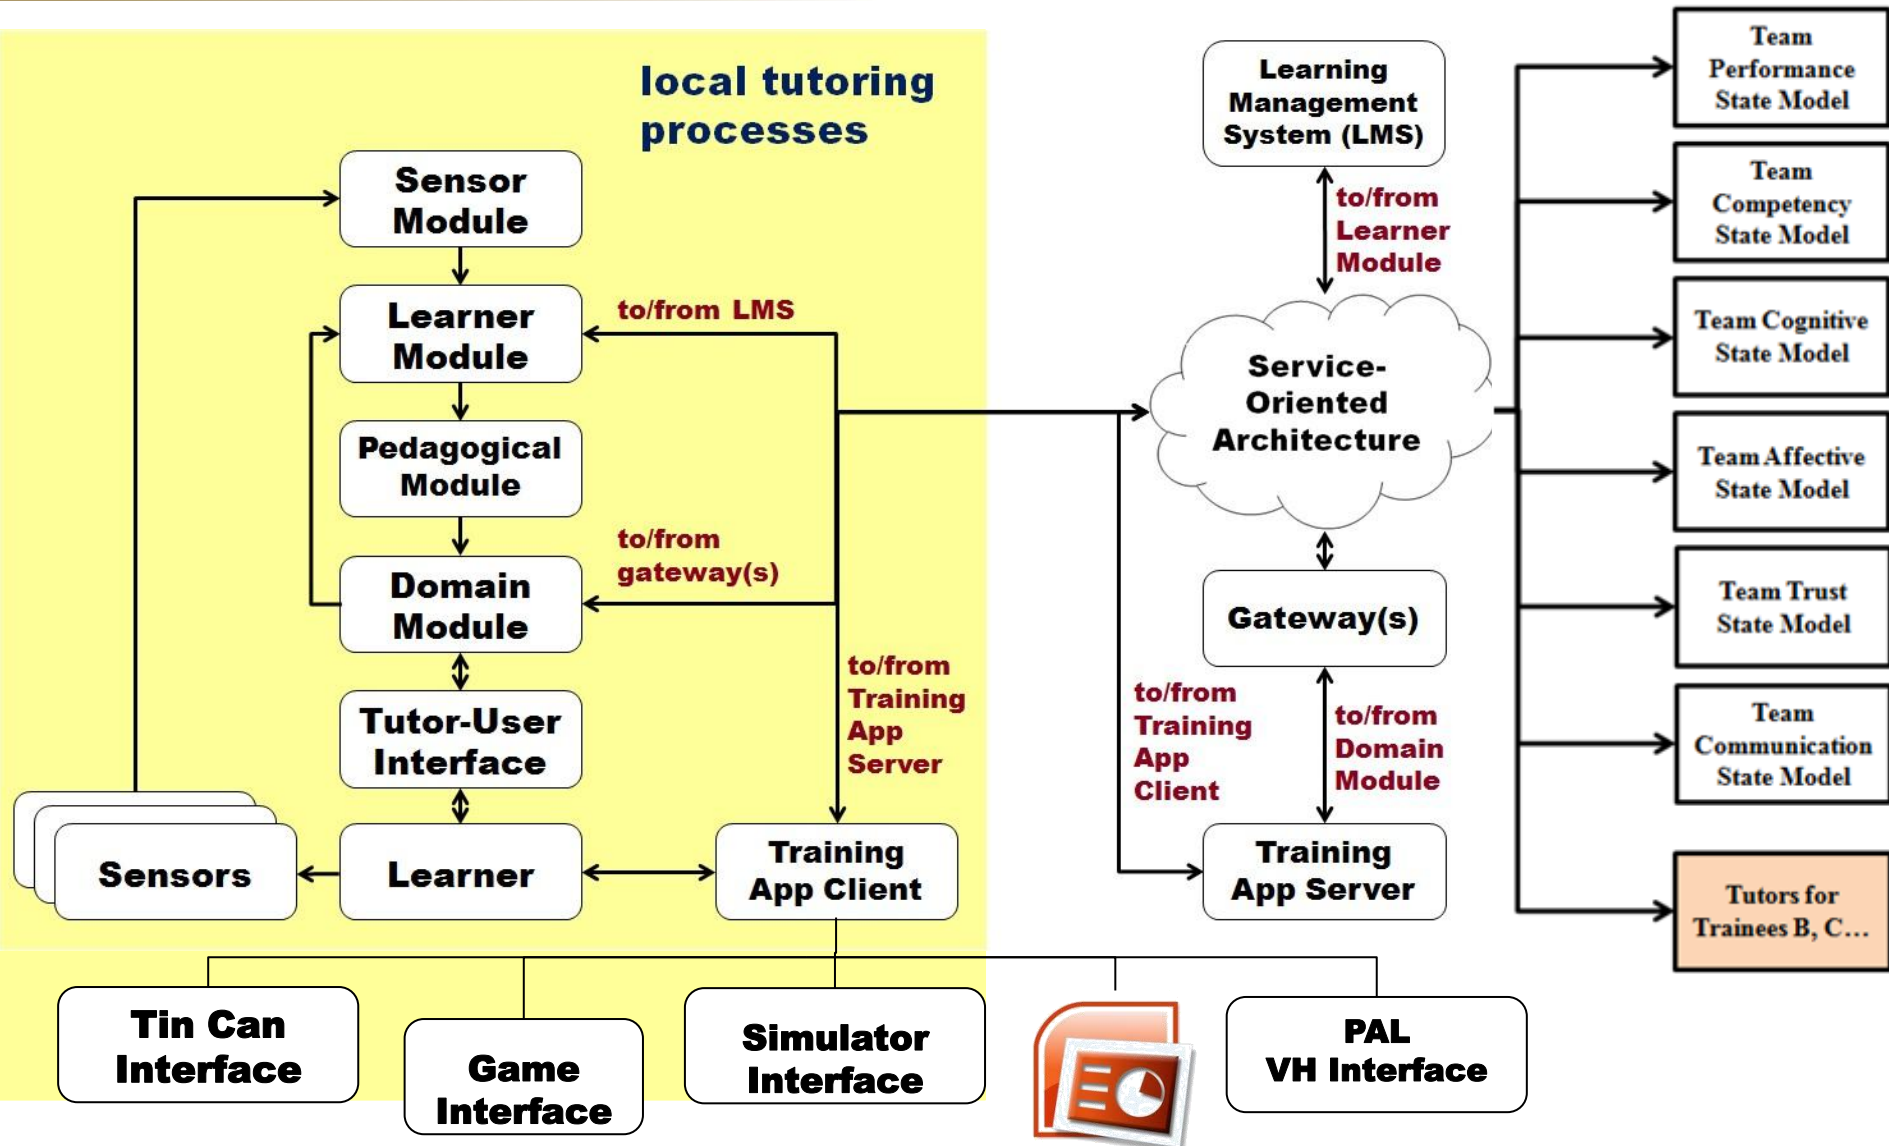 local tutoring
processes
Sensor
Module
Learner
Module
to/from LMS
Pedagogical
Module
to/from
gateway(s)
Domain
Module
Tutor-User
Interface
to/from
Training
App
Server
Sensors
Learner
Training
App Client
Learning
Management
System (LMS)
to/from
Learner
Module
Service-
Oriented
Architecture
Gateway(s)
to/from
Training
App
Client
to/from
Domain
Module
Training
App Server
Team
Performance
State Model
Team
Competency
State Model
Team Cognitive
State Model
Team Affective
State Model
Team Trust
State Model
Team
Communication
State Model
Tutors for
Trainees B, C...
Tin Can
Interface
Game
Interface
Simulator
Interface
PAL
VH Interface